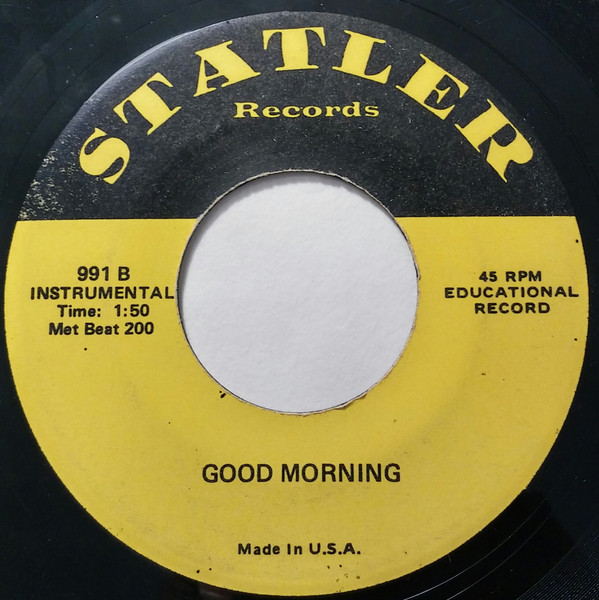 STATLER
Records
991 B
INSTRUMENTAL
Time: 1:50
Met Beat 200
45 RPM
EDUCATIONAL
RECORD
GOOD MORNING
Made In U.S.A.